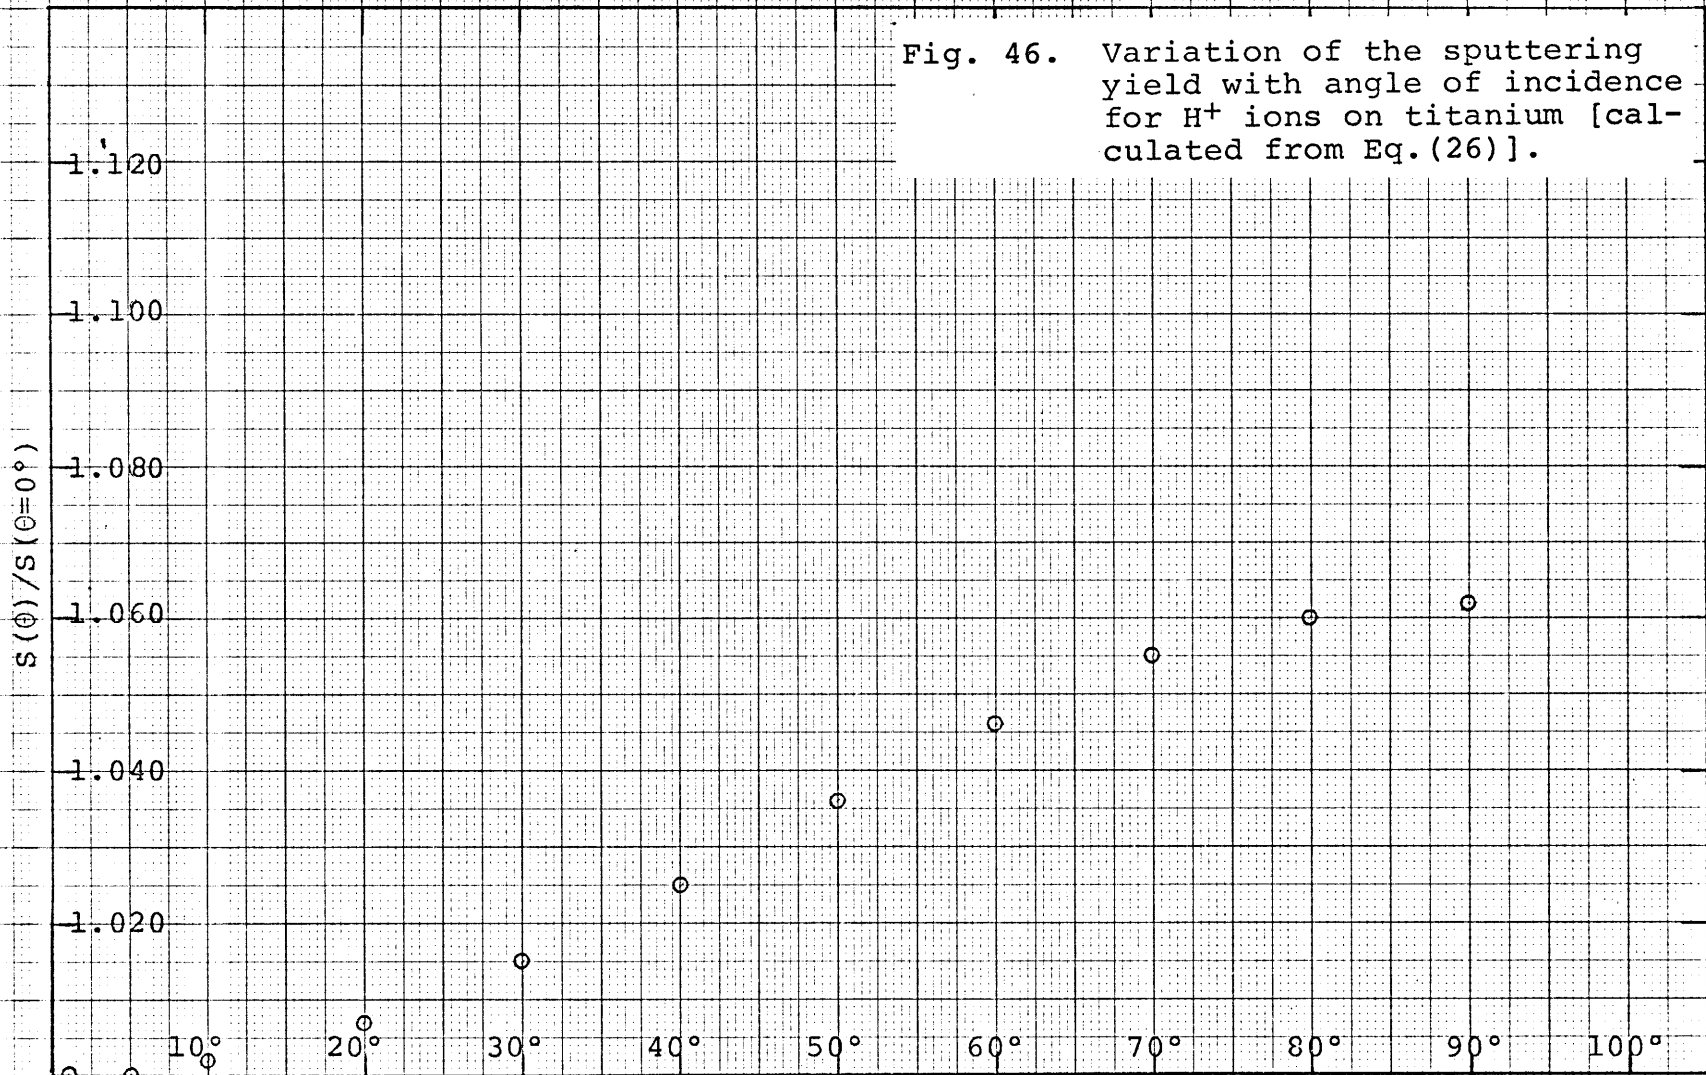 Fig. 46. Variation of the sputtering
yield with angle of incidence
for H+ ions on titanium [cal-
culated from Eq.(26)].
1.120
1.100
1.080
1.060
1.040
1.020
S(θ)/S(θ=0°)
10° 20° 30° 40° 50° 60° 70° 80° 90° 100°